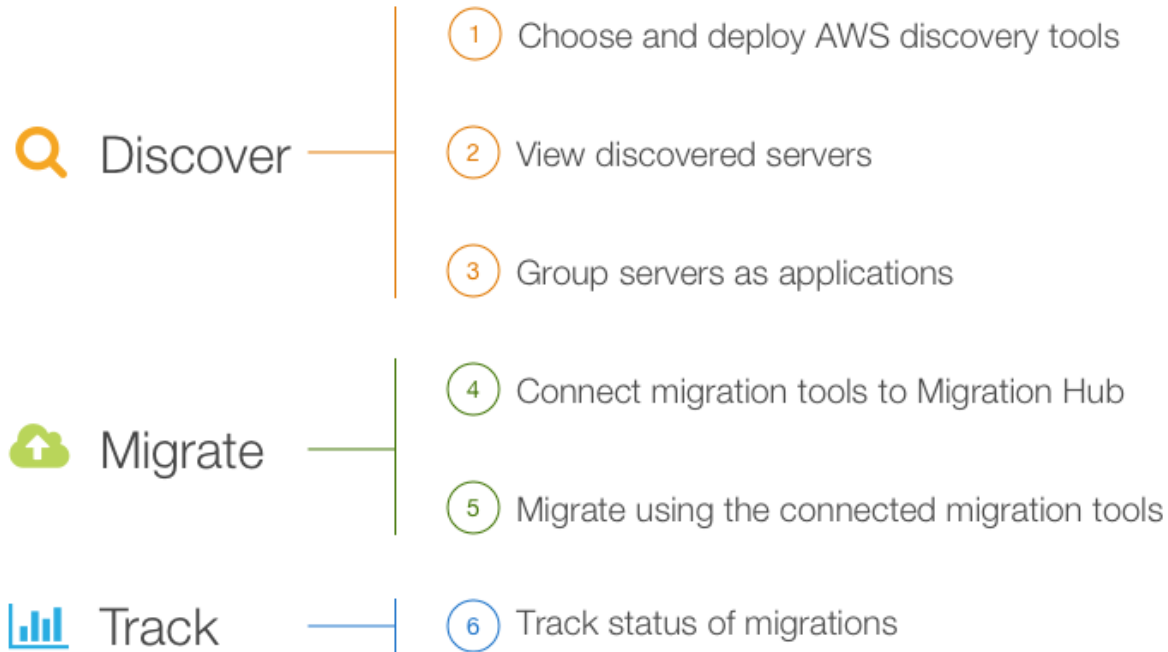 Discover
1 Choose and deploy AWS discovery tools
2 View discovered servers
3 Group servers as applications
Migrate
4 Connect migration tools to Migration Hub
5 Migrate using the connected migration tools
Track
6 Track status of migrations